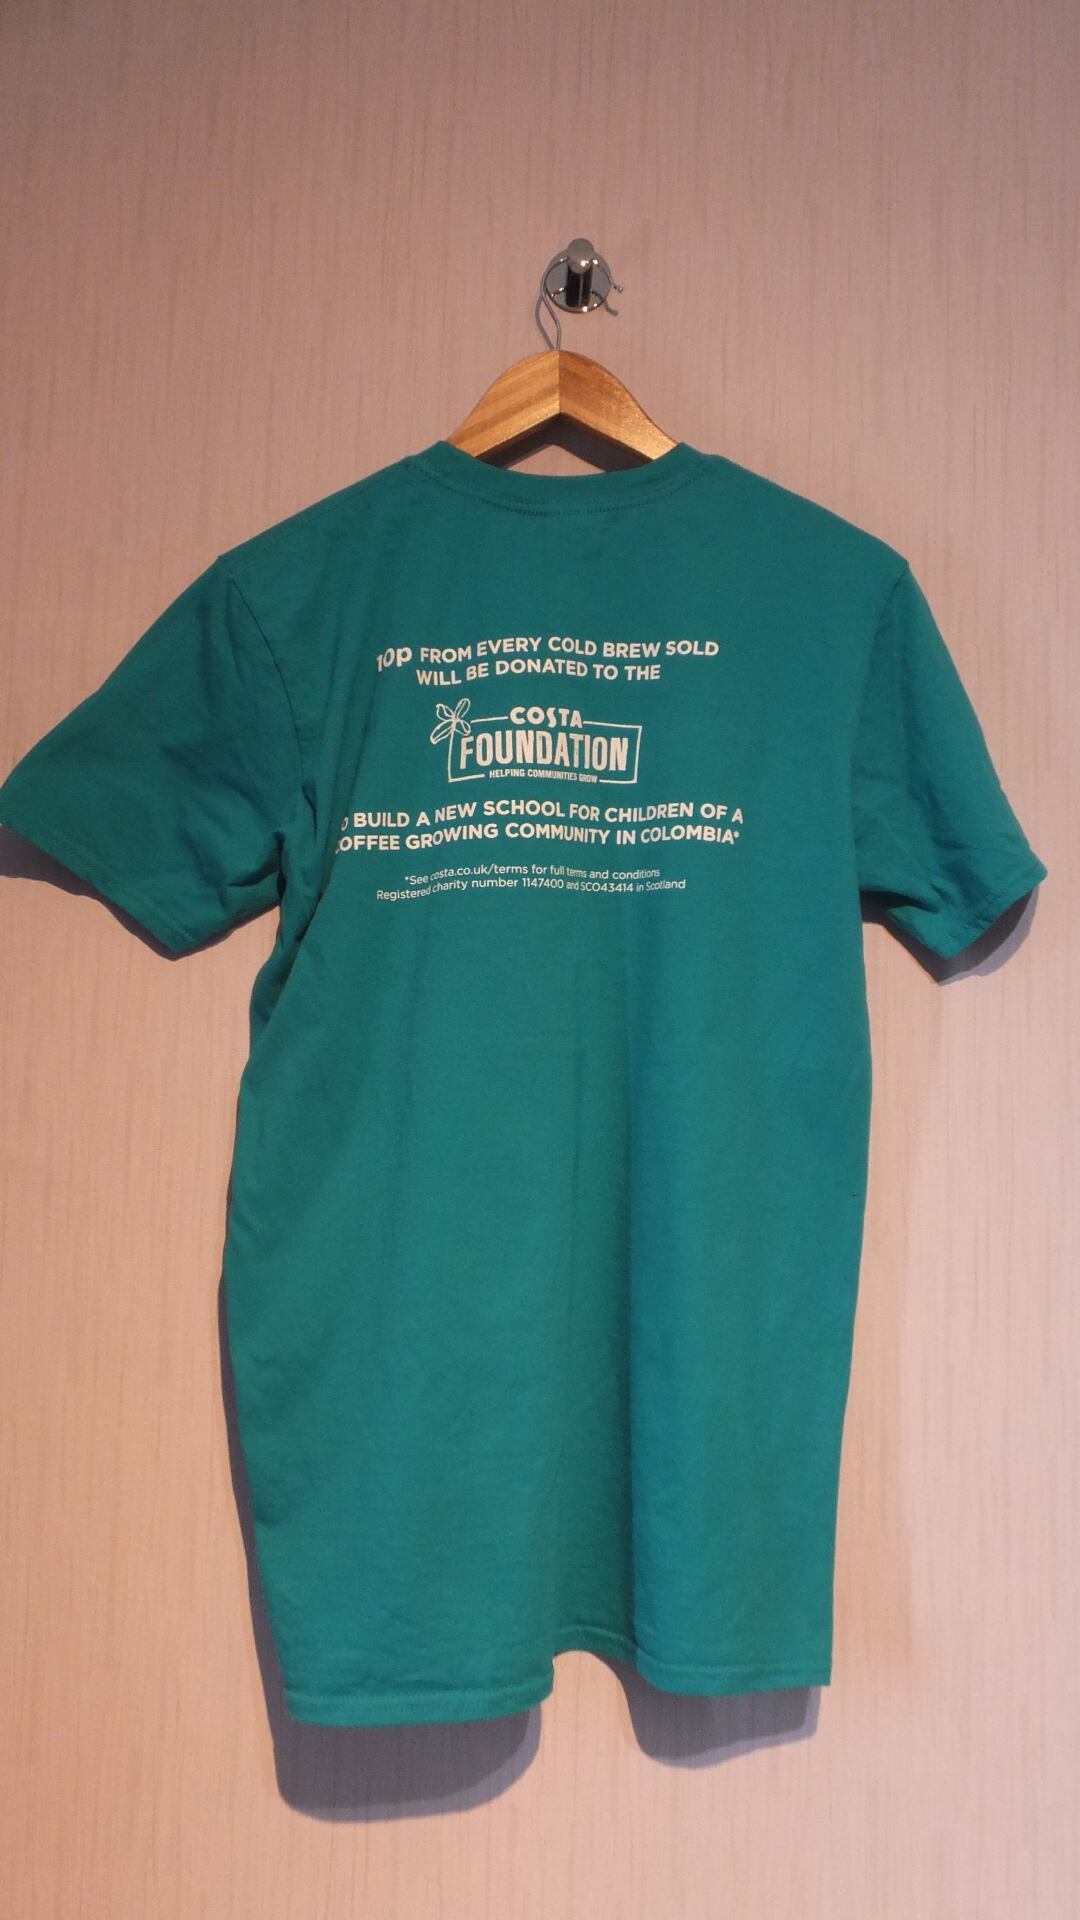 10p FROM EVERY COLD BREW SOLD
WILL BE DONATED TO THE
COSTA
FOUNDATION
HELPING COMMUNITIES GROW
O BUILD A NEW SCHOOL FOR CHILDREN OF A
COFFEE GROWING COMMUNITY IN COLOMBIA*
*See costa.co.uk/terms for full terms and conditions
Registered charity number 1147400 and SCO43414 in Scotland